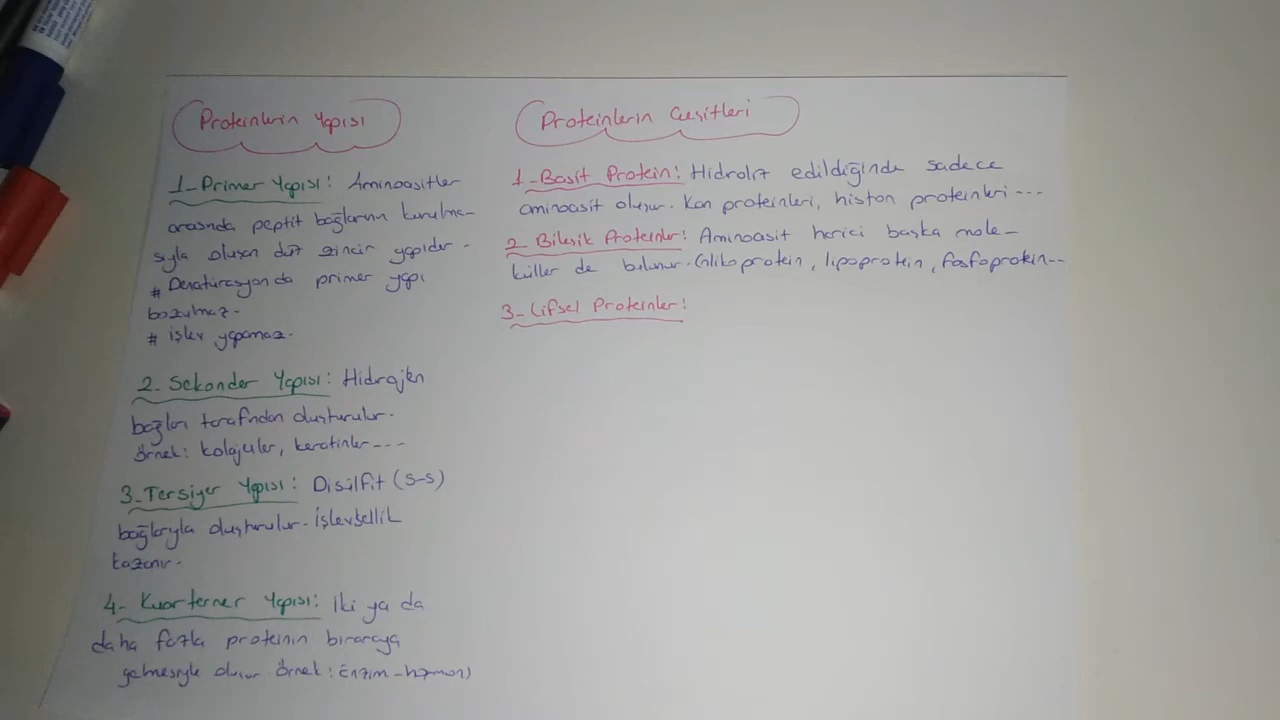 Proteinlerin Yapısı
1-Primer Yapısı: Aminoasitler
arasında peptit bağlarının kurulma-
sıyla oluşan düz zincir yapıdır.
# Denatürasyonda primer yapı
bozulmaz.
# işlev yapamaz.
2- Sekonder Yapısı: Hidrojen
bağları tarafından oluşturulur.
örnek: kolajenler, keratinler---
3-Tersiyer Yapısı: Disülfit (s-s)
bağlarıyla oluşturulur. İşlevsellik
kazanır.
4- Kuarterner Yapısı: iki ya da
daha fazla proteinin biraraya
gelmesiyle oluşur. Örnek: Enzim-hormon
Proteinlerin Çeşitleri
1-Basit Protein: Hidroliz edildiğinde sadece
aminoasit oluşur. Kan proteinleri, histon proteinleri---
2- Bileşik Proteinler: Aminoasit harici başka mole-
küller de bulunur. Glikoprotein, lipoprotein, fosfoprotein--
3- Lifsel Proteinler: